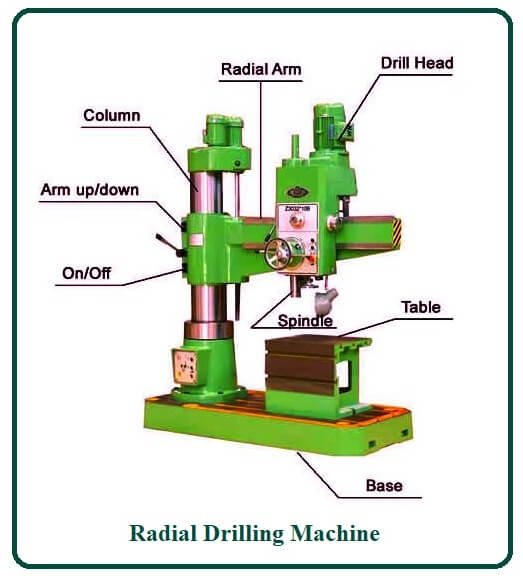 Radial Arm
Drill Head
Column
Arm up/down
On/Off
Spindle
Table
Base
Radial Drilling Machine